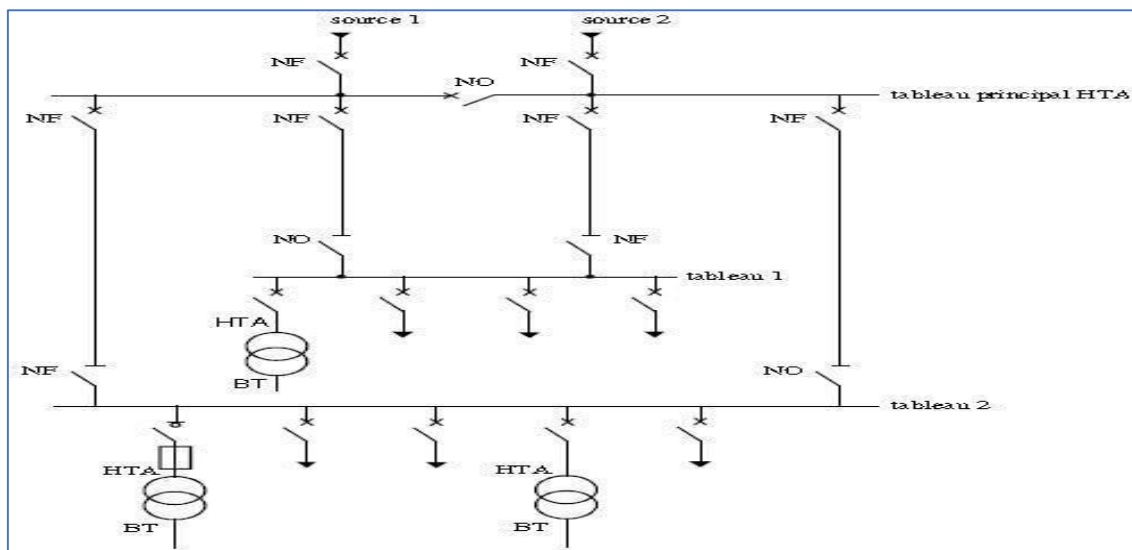 source 1
source 2
NF
NF
NO
tableau principal HTA
NF
NF
NF
NF
NO
NF
tableau 1
HTA
BT
NF
NO
tableau 2
HTA
HTA
BT
BT